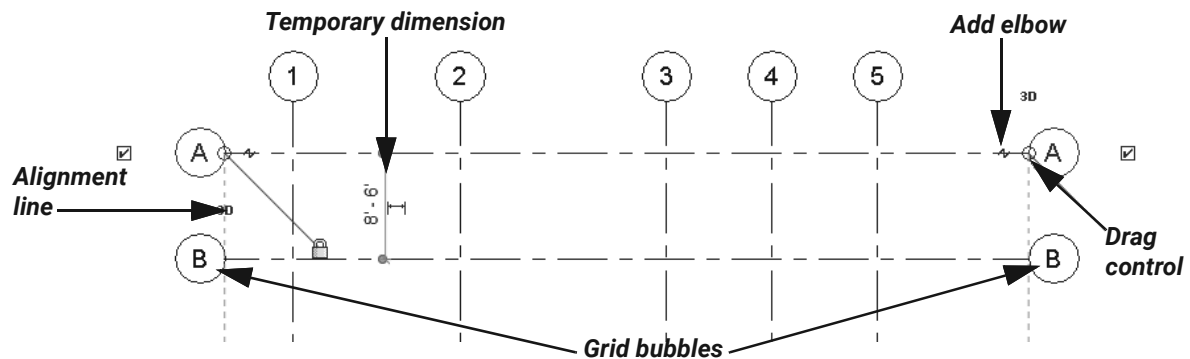 Temporary dimension
Add elbow
1 2 3 4 5
3D
A A
Alignment
line
3D
8' - 6'
Drag
control
B B
Grid bubbles